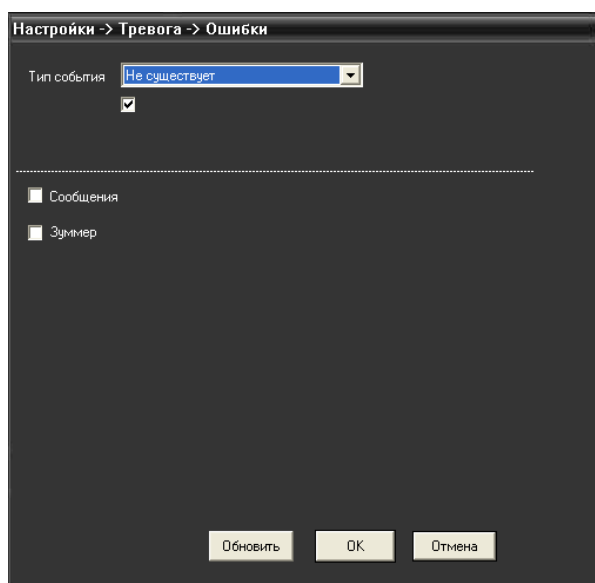 Настройки -> Тревога -> Ошибки
Тип события Не существует
Сообщения
Зуммер
Обновить OK Отмена